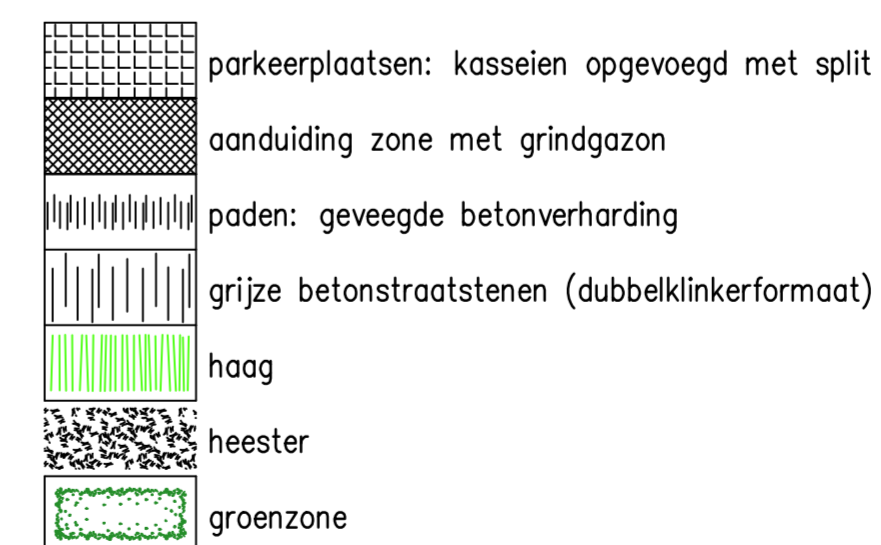 parkeerplaatsen: kasseien opgevoegd met split
aanduiding zone met grindgazon
paden: geveegde betonverharding
grijze betonstraatstenen (dubbelklinkerformaat)
haag
heester
groenzone